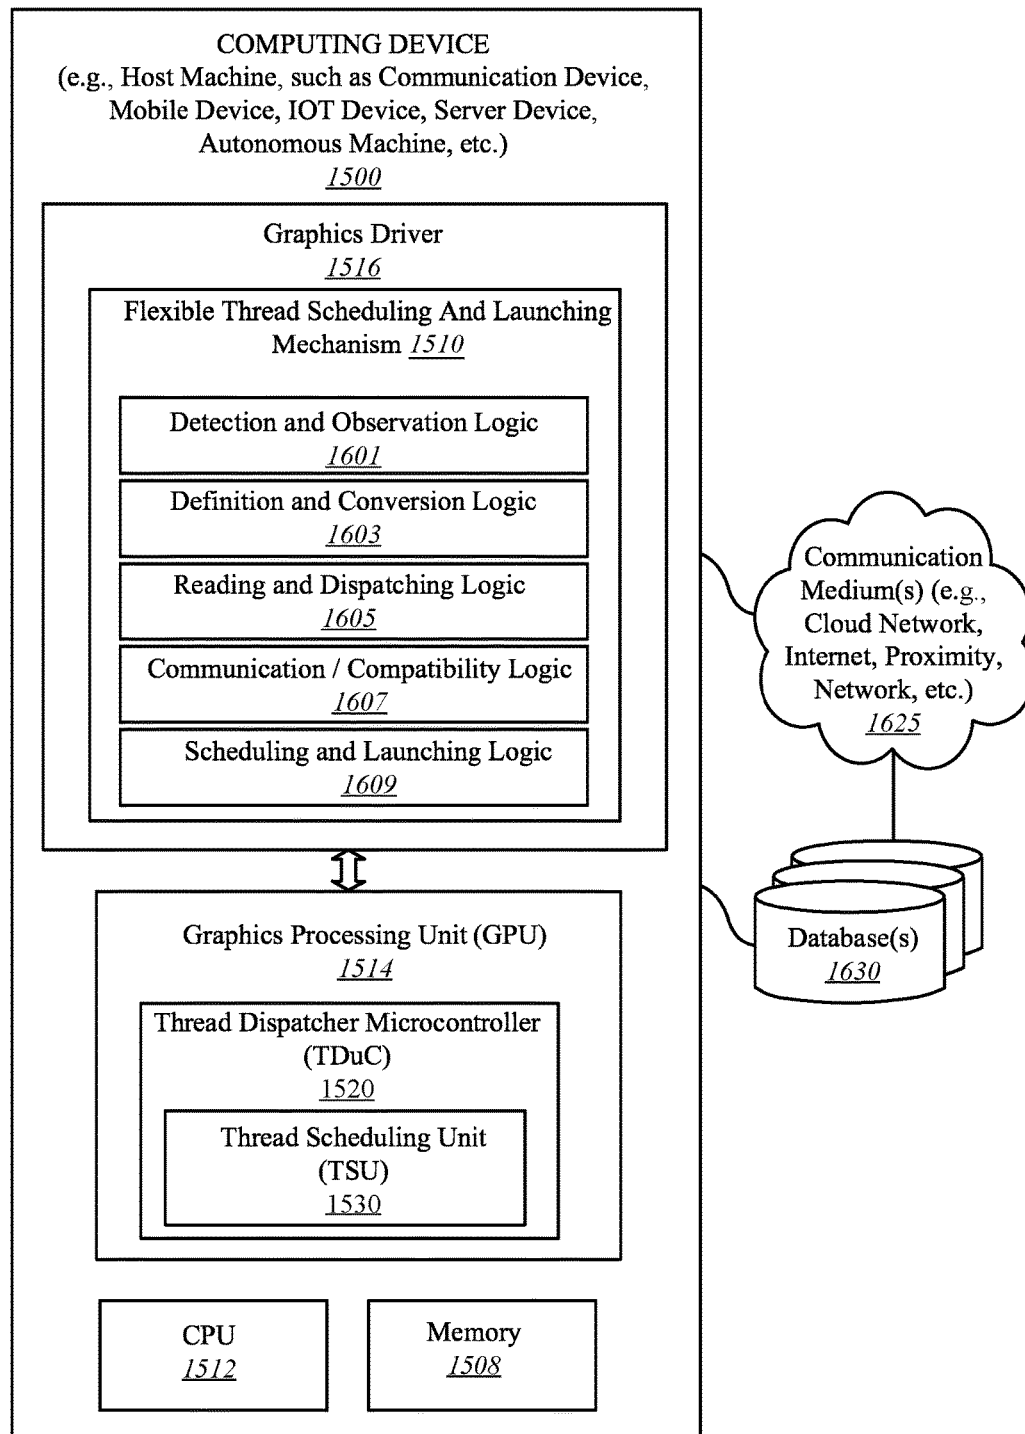 COMPUTING DEVICE
(e.g., Host Machine, such as Communication Device,
Mobile Device, IOT Device, Server Device,
Autonomous Machine, etc.)
1500
Graphics Driver
1516
Flexible Thread Scheduling And Launching
Mechanism 1510
Detection and Observation Logic
1601
Definition and Conversion Logic
1603
Reading and Dispatching Logic
1605
Communication / Compatibility Logic
1607
Scheduling and Launching Logic
1609
Communication
Medium(s) (e.g.,
Cloud Network,
Internet, Proximity,
Network, etc.)
1625
Database(s)
1630
Graphics Processing Unit (GPU)
1514
Thread Dispatcher Microcontroller
(TDuC)
1520
Thread Scheduling Unit
(TSU)
1530
CPU
1512
Memory
1508